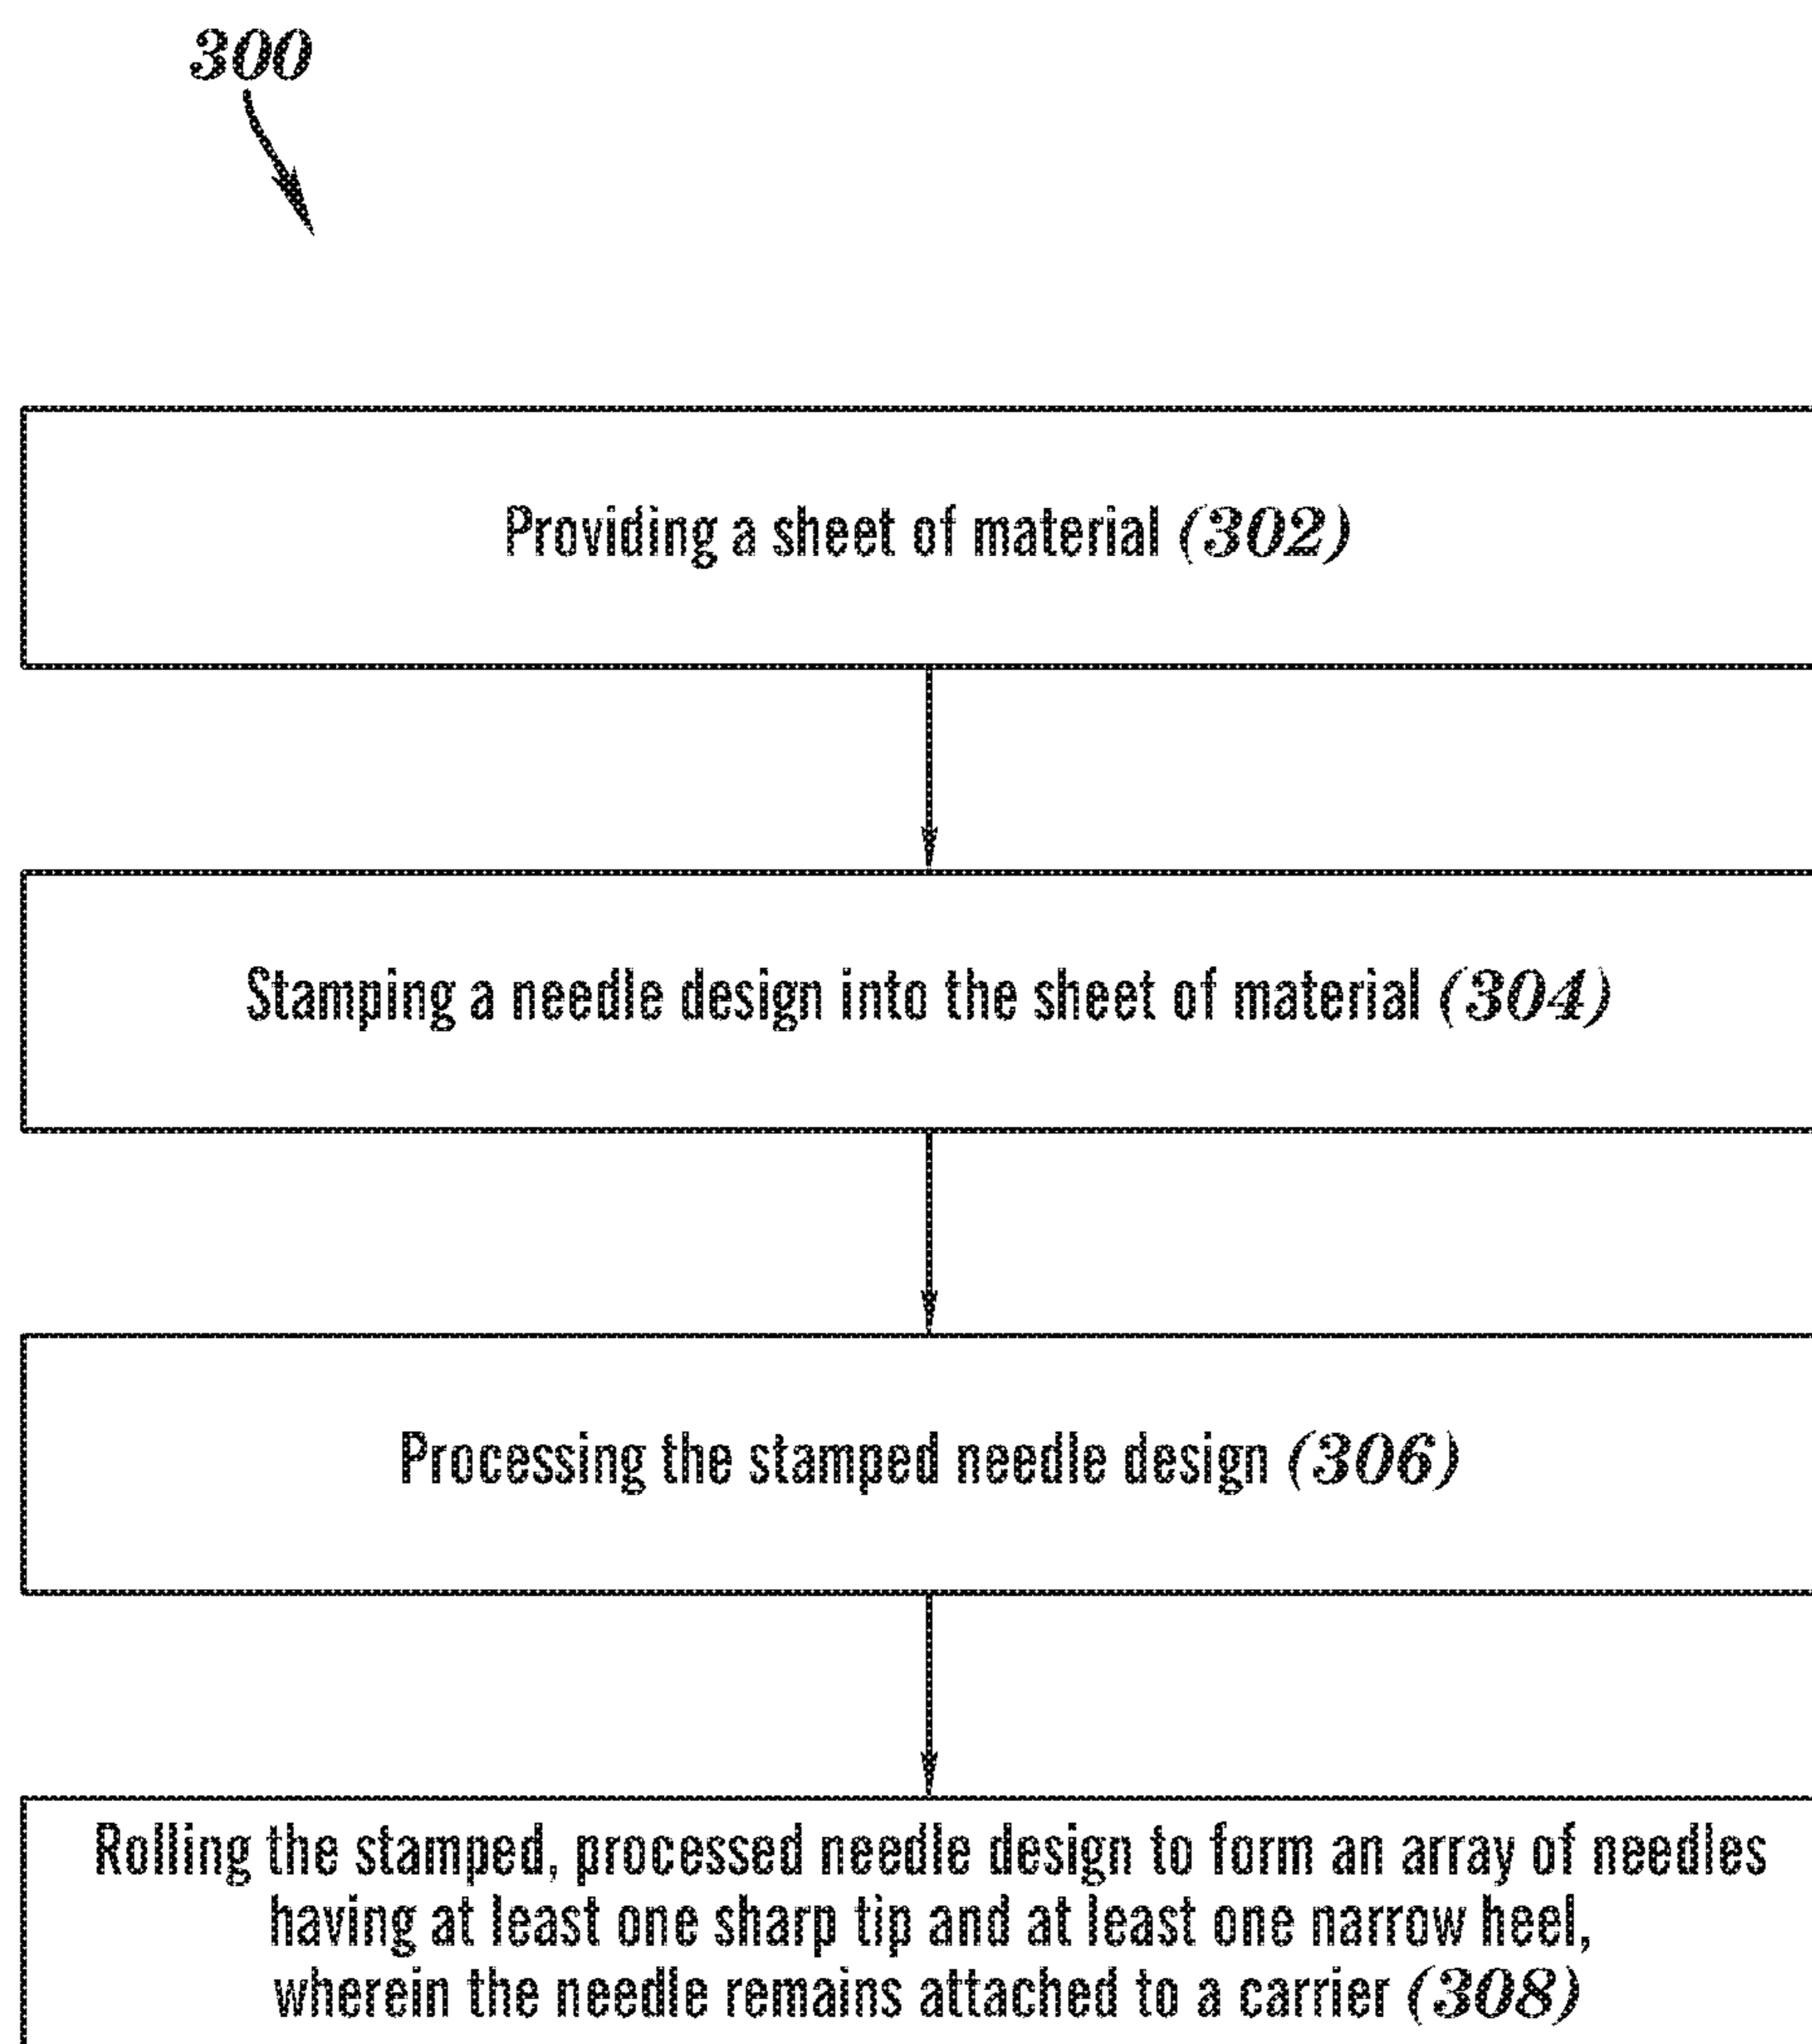 300
Providing a sheet of material (302)
Stamping a needle design into the sheet of material (304)
Processing the stamped needle design (306)
Rolling the stamped, processed needle design to form an array of needles
having at least one sharp tip and at least one narrow heel,
wherein the needle remains attached to a carrier (308)